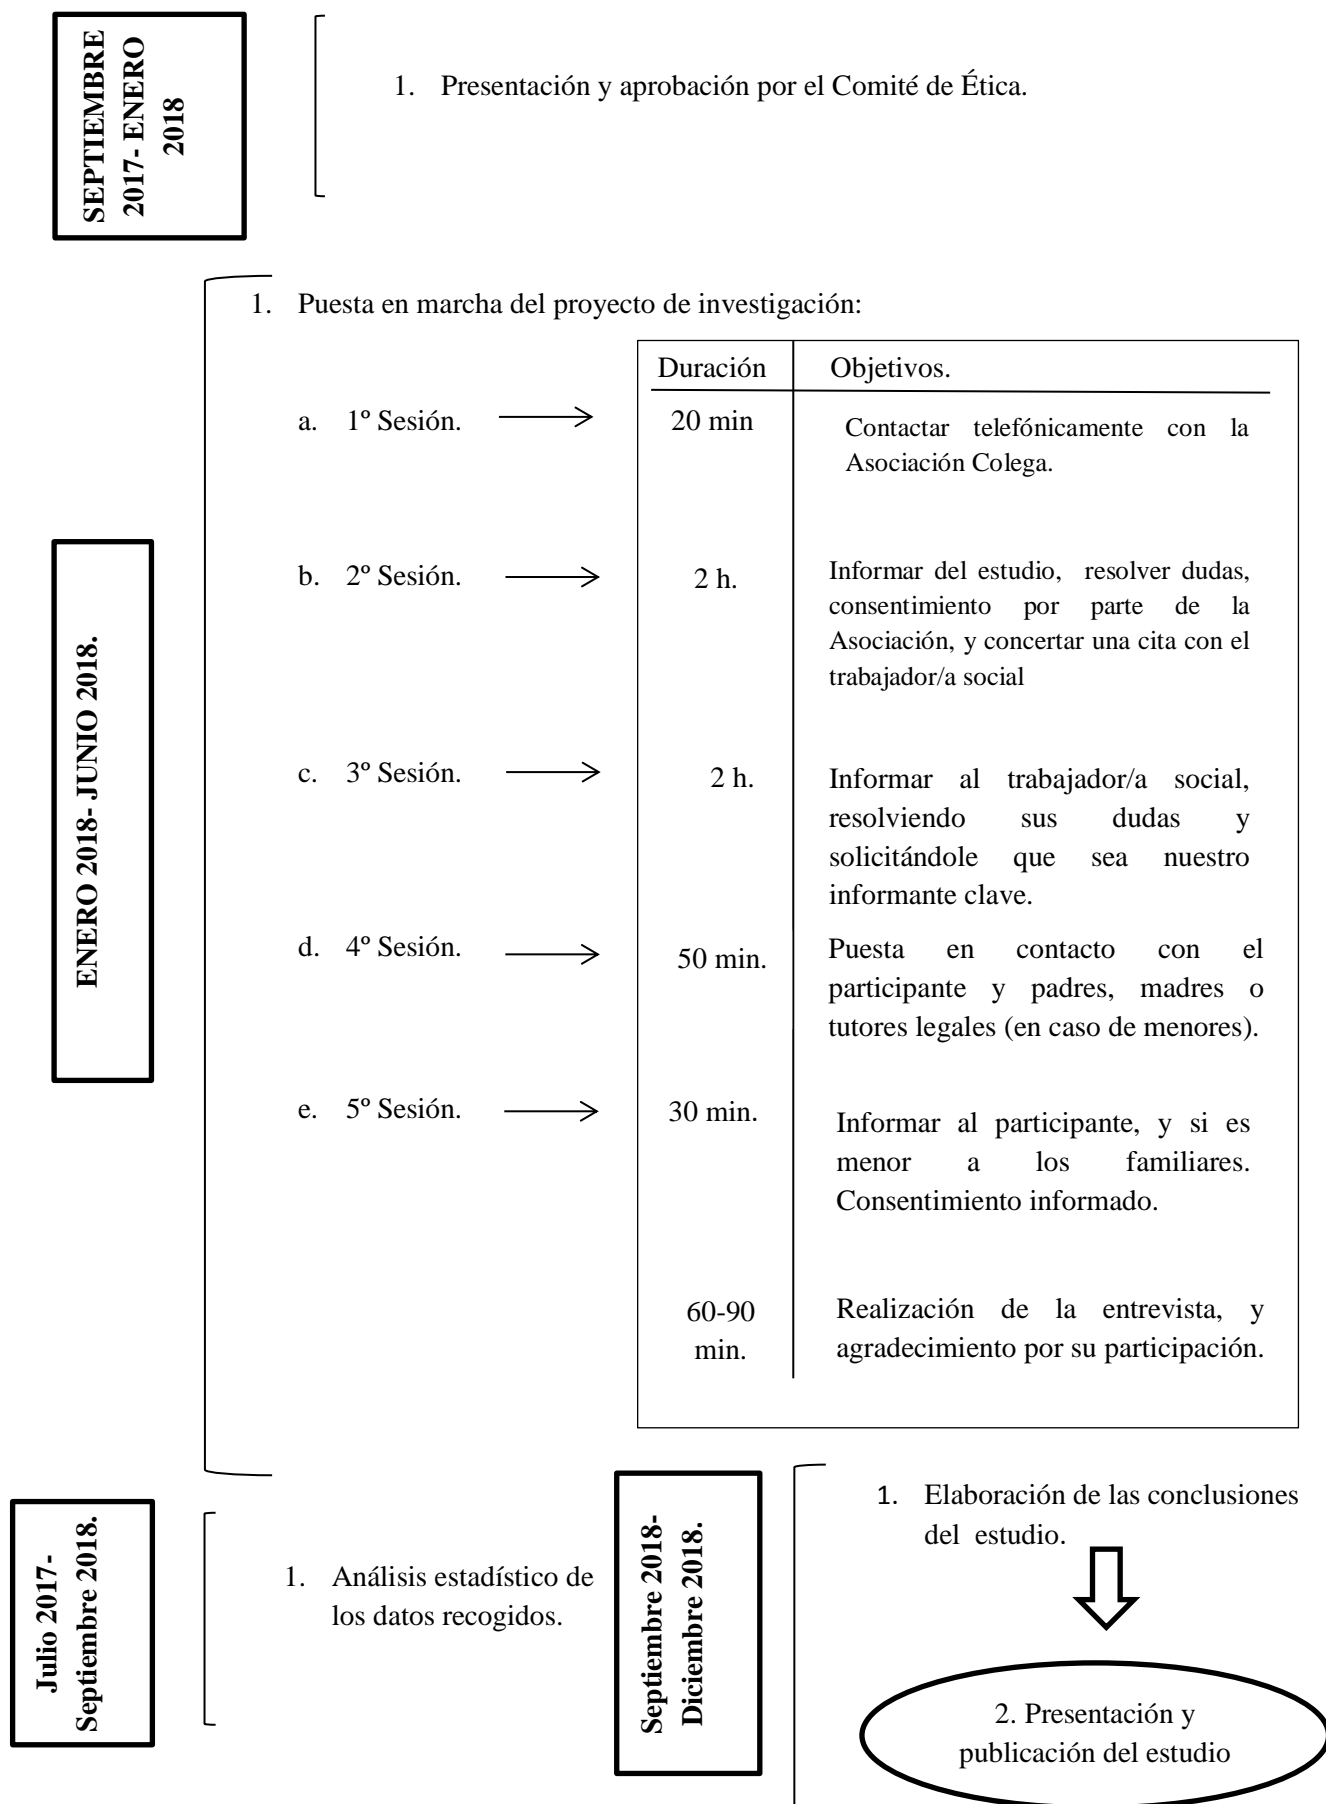 SEPTIEMBRE
2017- ENERO
2018
1. Presentación y aprobación por el Comité de Ética.
ENERO 2018- JUNIO 2018.
1. Puesta en marcha del proyecto de investigación:
Duración
Objetivos.
a. 1º Sesión.
20 min
Contactar telefónicamente con la
Asociación Colega.
b. 2º Sesión.
2 h.
Informar del estudio, resolver dudas,
consentimiento por parte de la
Asociación, y concertar una cita con el
trabajador/a social
c. 3º Sesión.
2 h.
Informar al trabajador/a social,
resolviendo sus dudas y
solicitándole que sea nuestro
informante clave.
d. 4º Sesión.
50 min.
Puesta en contacto con el
participante y padres, madres o
tutores legales (en caso de menores).
e. 5º Sesión.
30 min.
Informar al participante, y si es
menor a los familiares.
Consentimiento informado.
60-90
min.
Realización de la entrevista, y
agradecimiento por su participación.
Julio 2017-
Septiembre 2018.
1. Análisis estadístico de
los datos recogidos.
Septiembre 2018-
Diciembre 2018.
1. Elaboración de las conclusiones
del estudio.
2. Presentación y
publicación del estudio